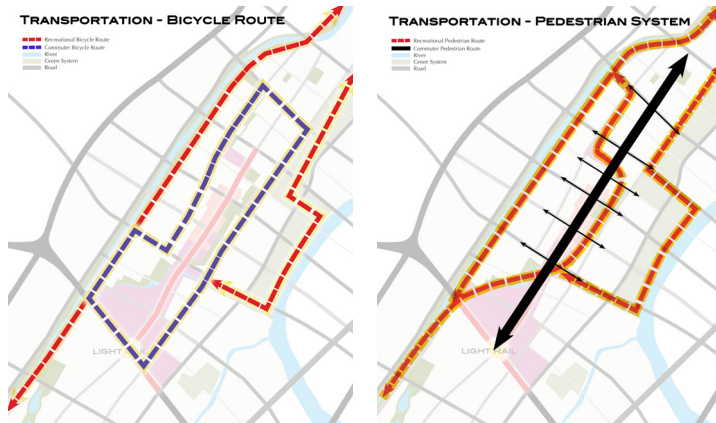 TRANSPORTATION - BICYCLE ROUTE
Recreational Bicycle Route
Commuter Bicycle Route
River
Green System
Road
LIGHT RAIL
TRANSPORTATION - PEDESTRIAN SYSTEM
Recreational Pedestrian Route
Commuter Pedestrian Route
River
Green System
Road
LIGHT RAIL